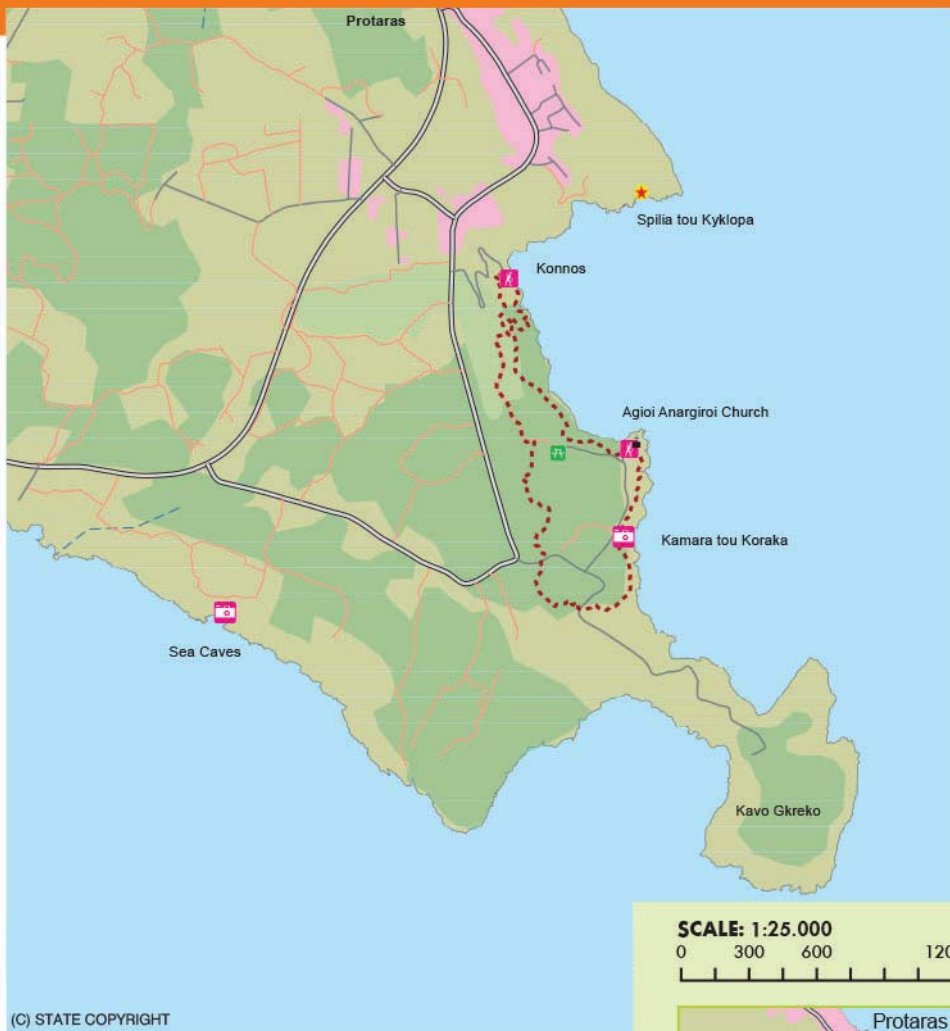 Protaras
Spilia tou Kyklopa
Konnos
Agioi Anargiroi Church
Kamara tou Koraka
Sea Caves
Kavo Gkreko
SCALE: 1:25.000
0 300 600 120
(C) STATE COPYRIGHT
Protaras